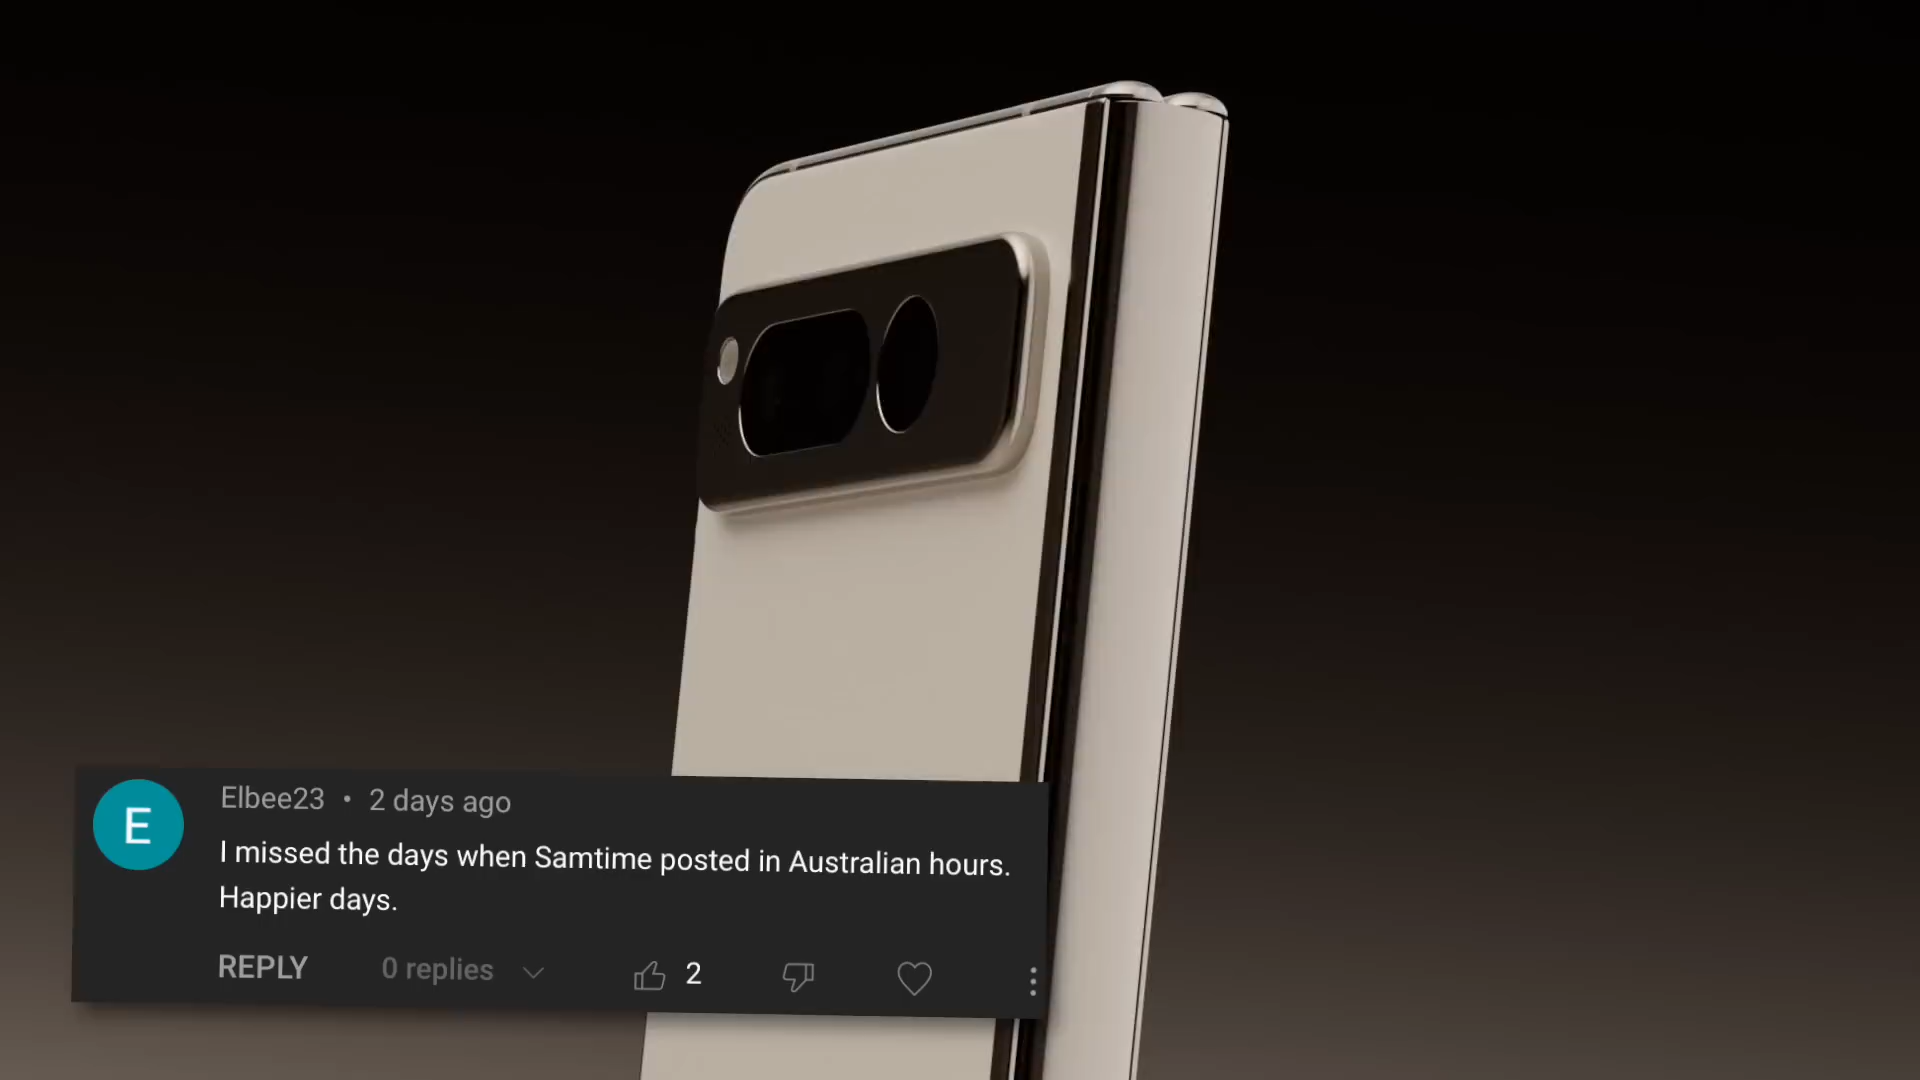 E
Elbee23 • 2 days ago
I missed the days when Samtime posted in Australian hours.
Happier days.
REPLY 0 replies 2